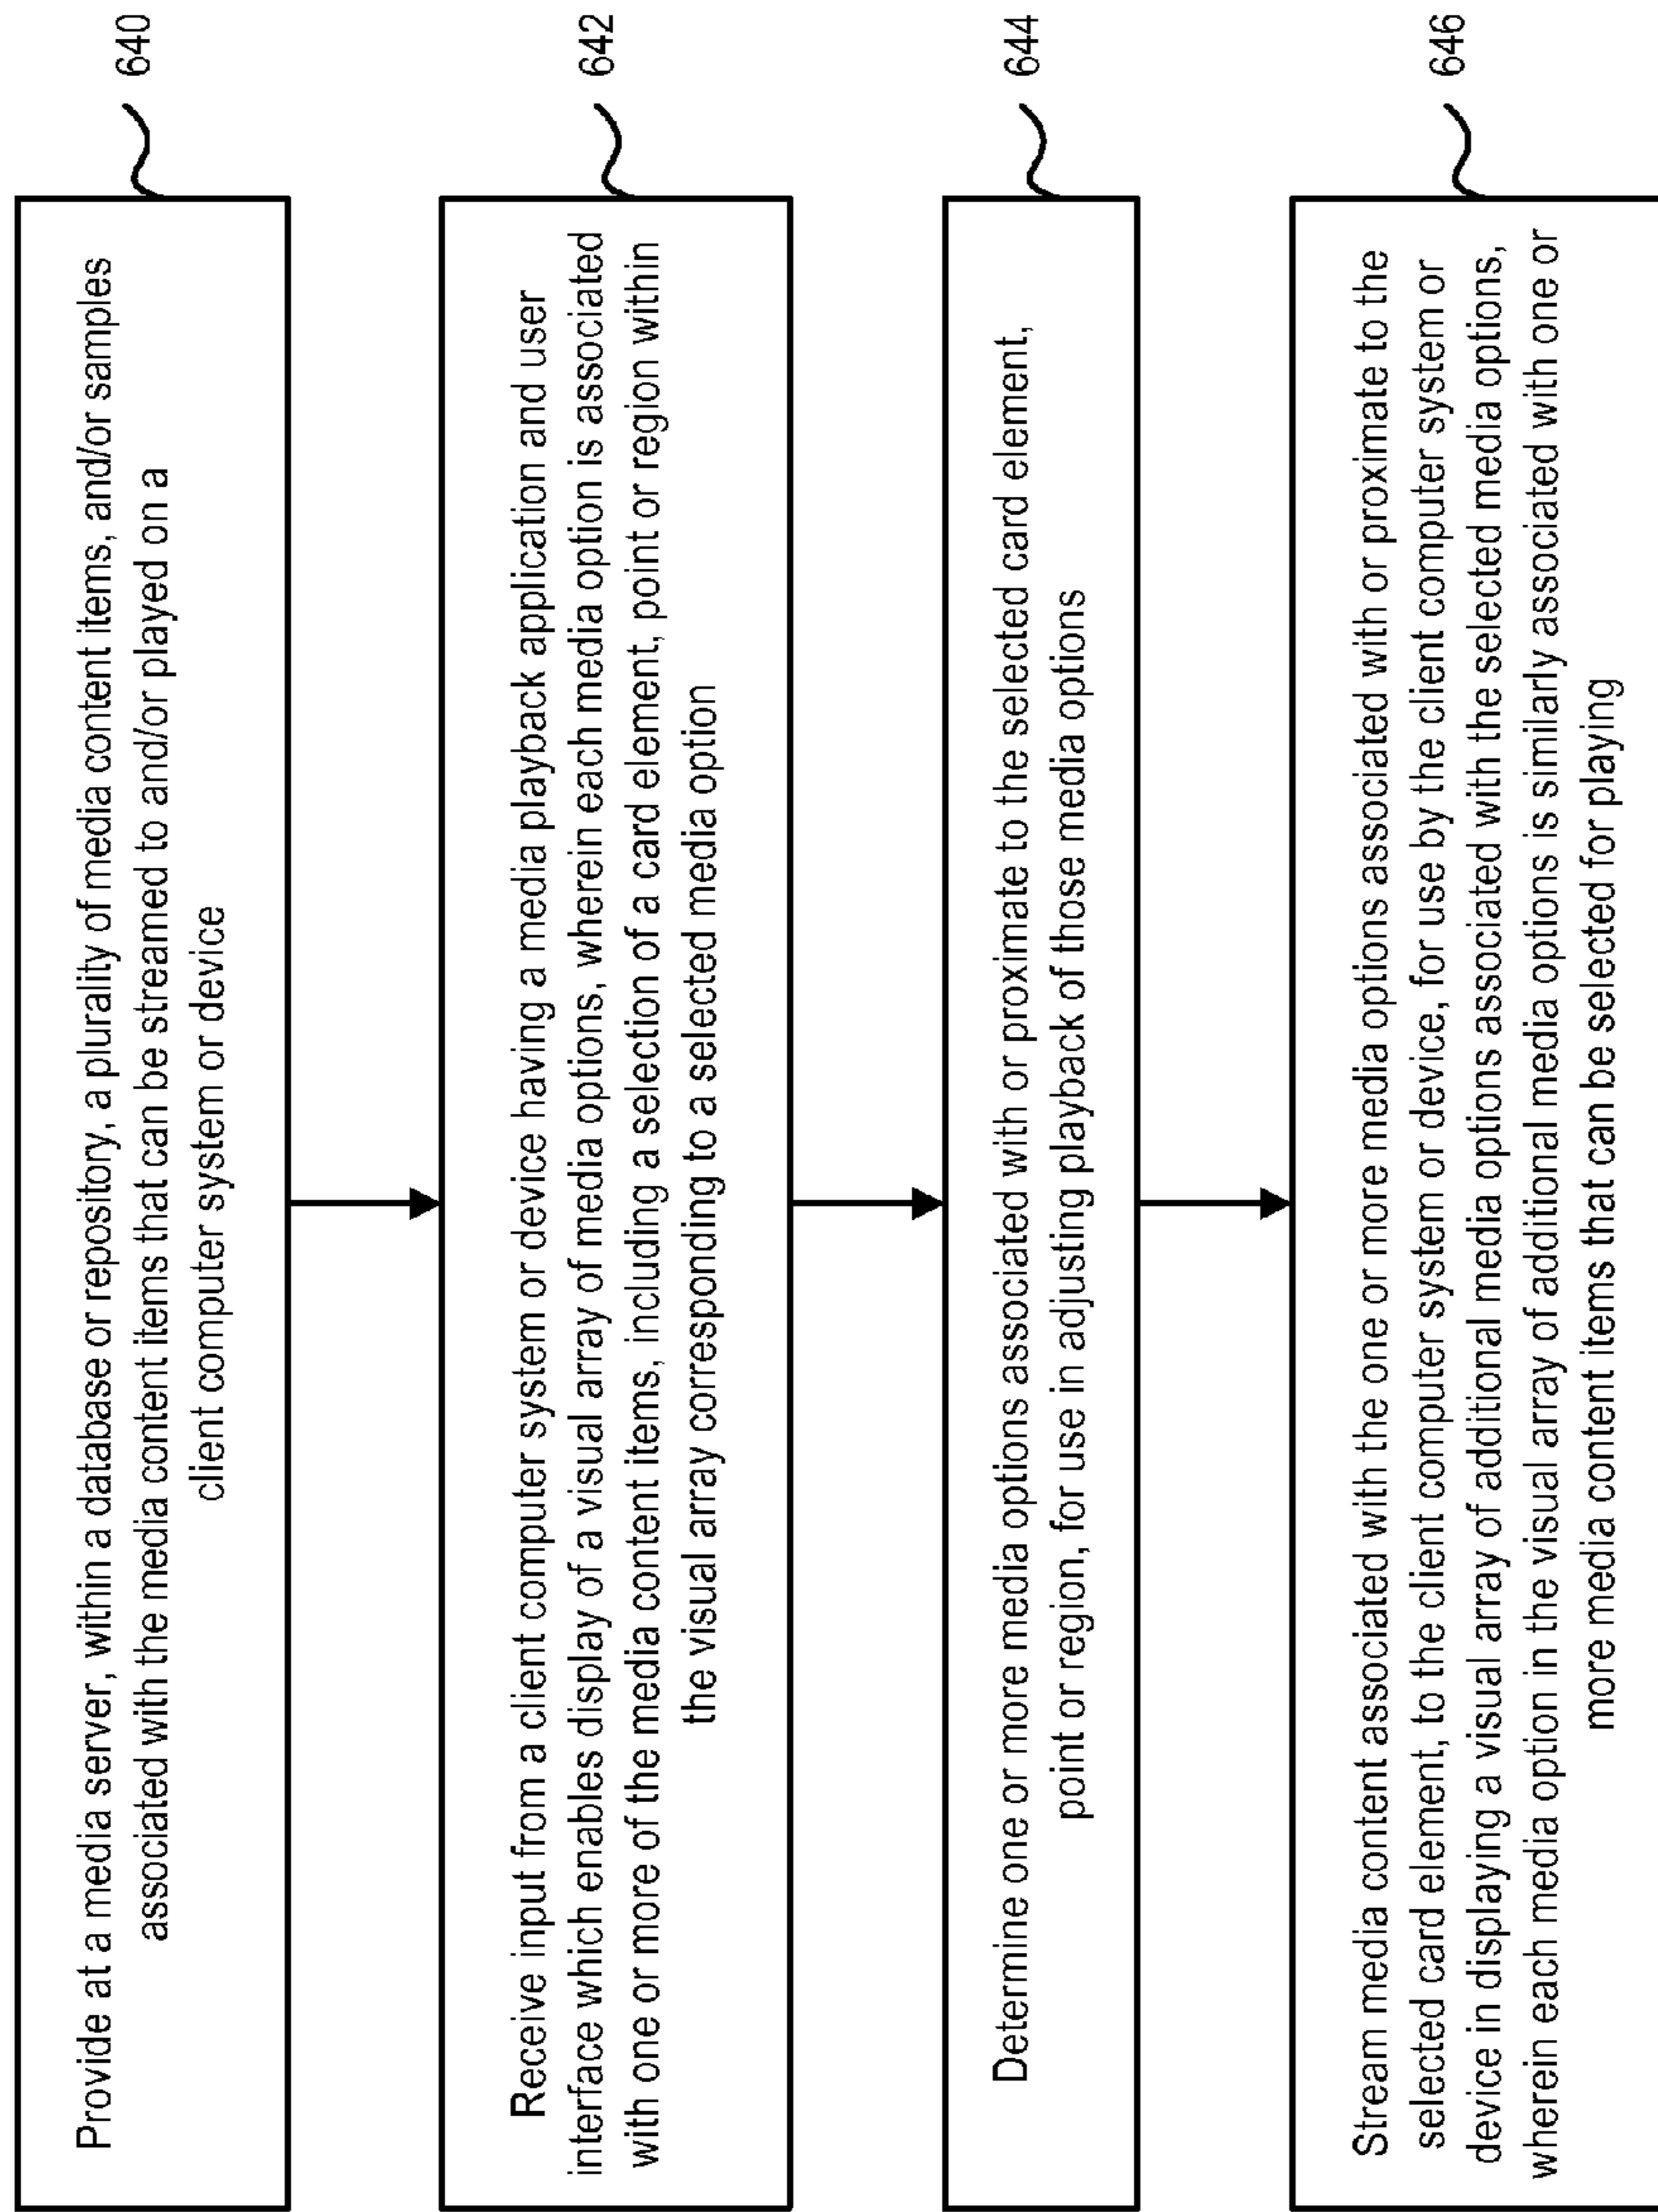 Provide at a media server, within a database or repository, a plurality of media content items, and/or samples
associated with the media content items that can be streamed to and/or played on a
client computer system or device
640
Receive input from a client computer system or device having a media playback application and user
interface which enables display of a visual array of media options, wherein each media option is associated
with one or more of the media content items, including a selection of a card element, point or region within
the visual array corresponding to a selected media option
642
Determine one or more media options associated with or proximate to the selected card element,
point or region, for use in adjusting playback of those media options
644
Stream media content associated with the one or more media options associated with or proximate to the
selected card element, to the client computer system or device, for use by the client computer system or
device in displaying a visual array of additional media options associated with the selected media options,
wherein each media option in the visual array of additional media options is similarly associated with one or
more media content items that can be selected for playing
646